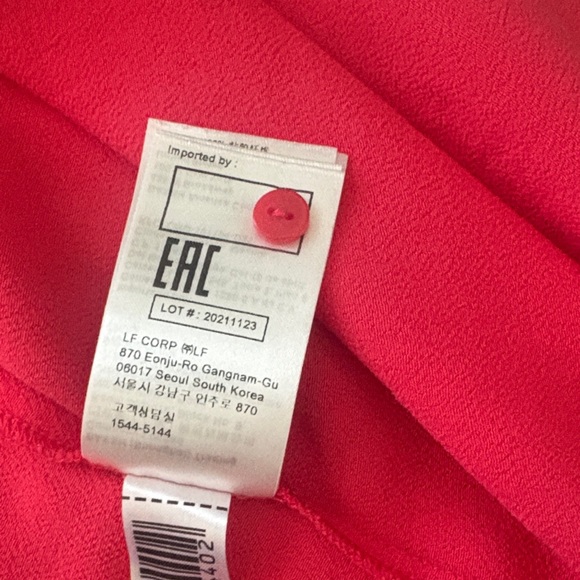 Imported by :
EAC
LOT # : 20211123
LF CORP ㈜LF
870 Eonju-Ro Gangnam-Gu
06017 Seoul South Korea
서울시 강남구 언주로 870
고객상담실
1544-5144
402